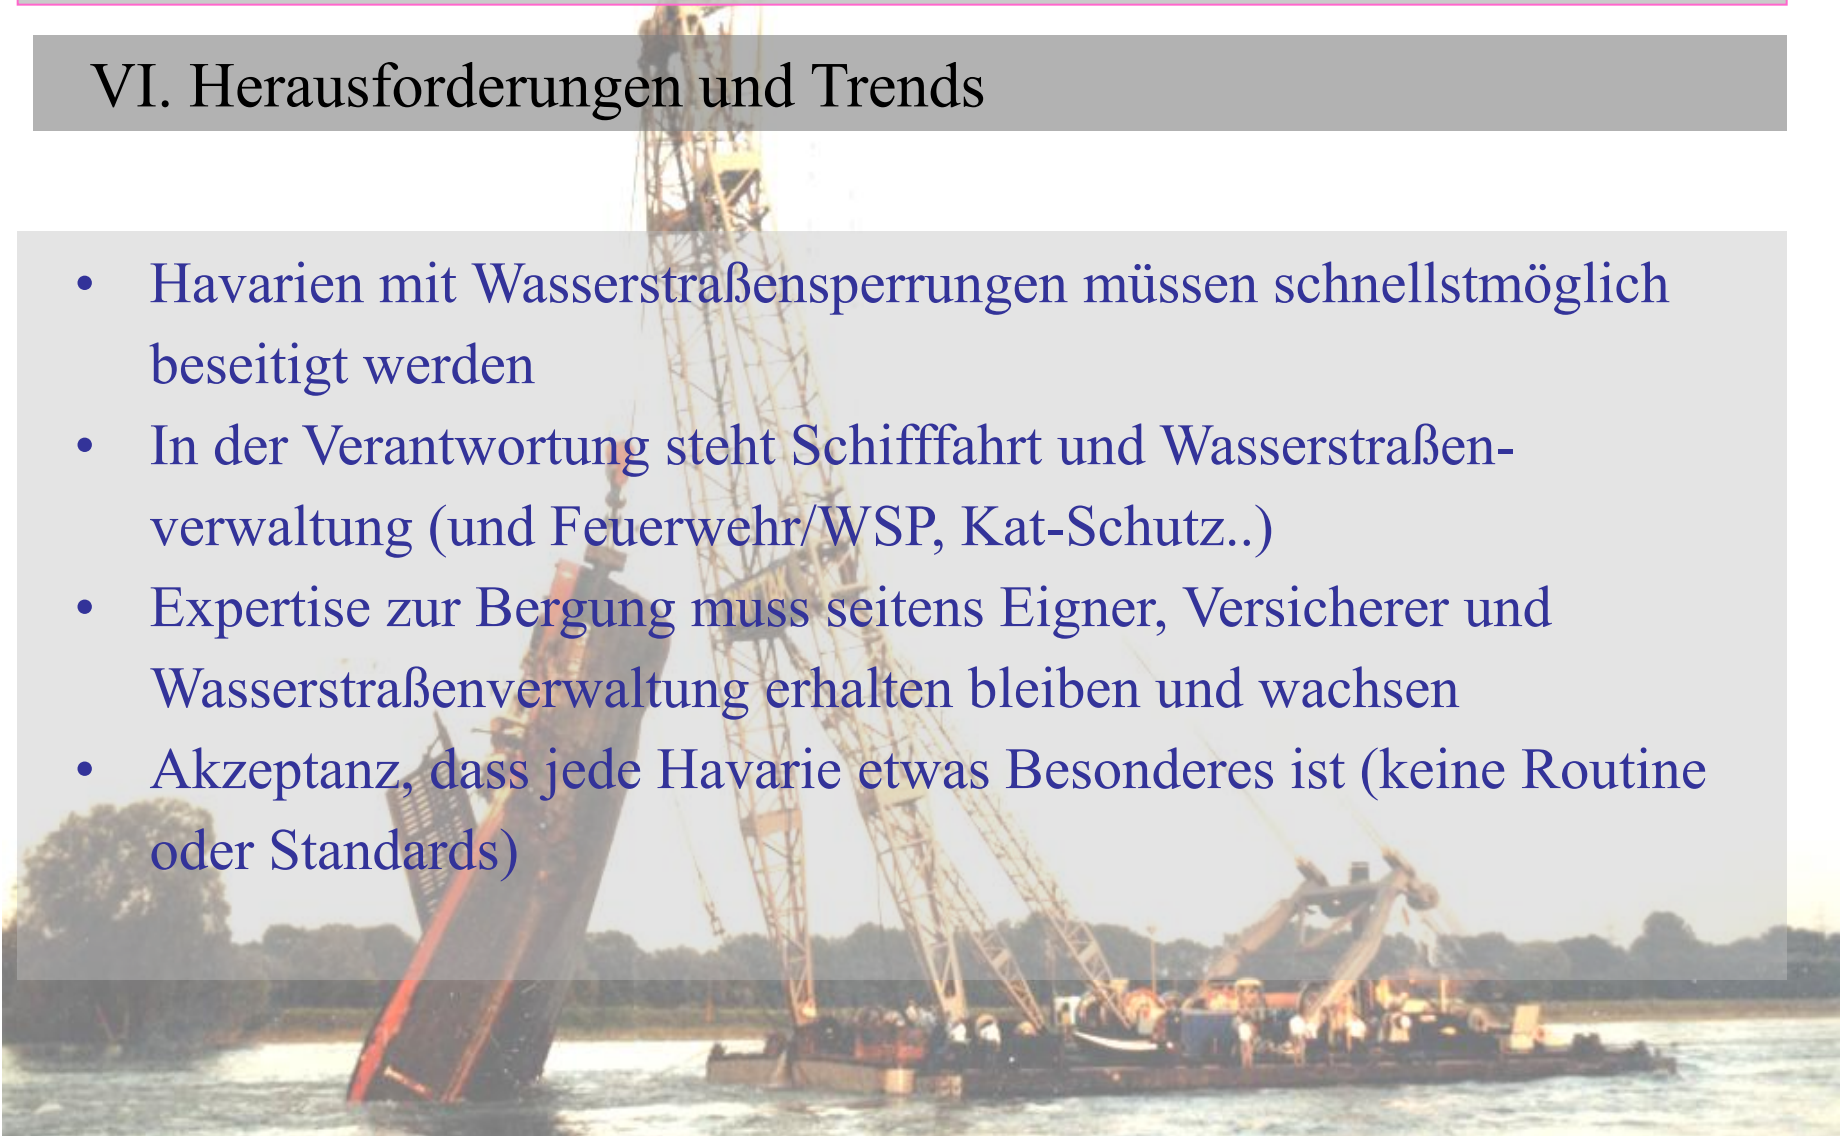 VI. Herausforderungen und Trends
• Havarien mit Wasserstraßensperrungen müssen schnellstmöglich
beseitigt werden
• In der Verantwortung steht Schifffahrt und Wasserstraßen-
verwaltung (und Feuerwehr/WSP, Kat-Schutz..)
• Expertise zur Bergung muss seitens Eigner, Versicherer und
Wasserstraßenverwaltung erhalten bleiben und wachsen
• Akzeptanz, dass jede Havarie etwas Besonderes ist (keine Routine
oder Standards)